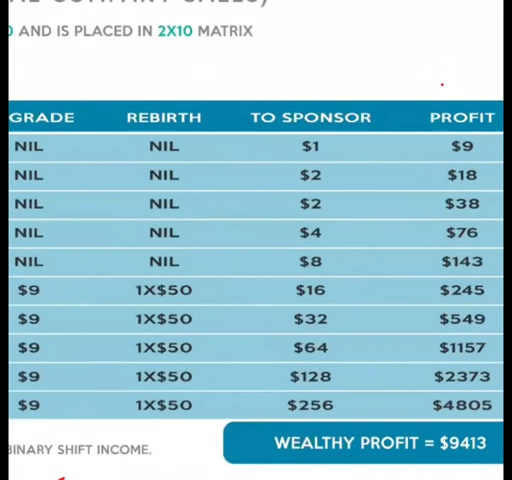 0 AND IS PLACED IN 2X10 MATRIX
GRADE REBIRTH TO SPONSOR PROFIT
NIL NIL $1 $9
NIL NIL $2 $18
NIL NIL $2 $38
NIL NIL $4 $76
NIL NIL $8 $143
$9 1X$50 $16 $245
$9 1X$50 $32 $549
$9 1X$50 $64 $1157
$9 1X$50 $128 $2373
$9 1X$50 $256 $4805
BINARY SHIFT INCOME.
WEALTHY PROFIT = $9413